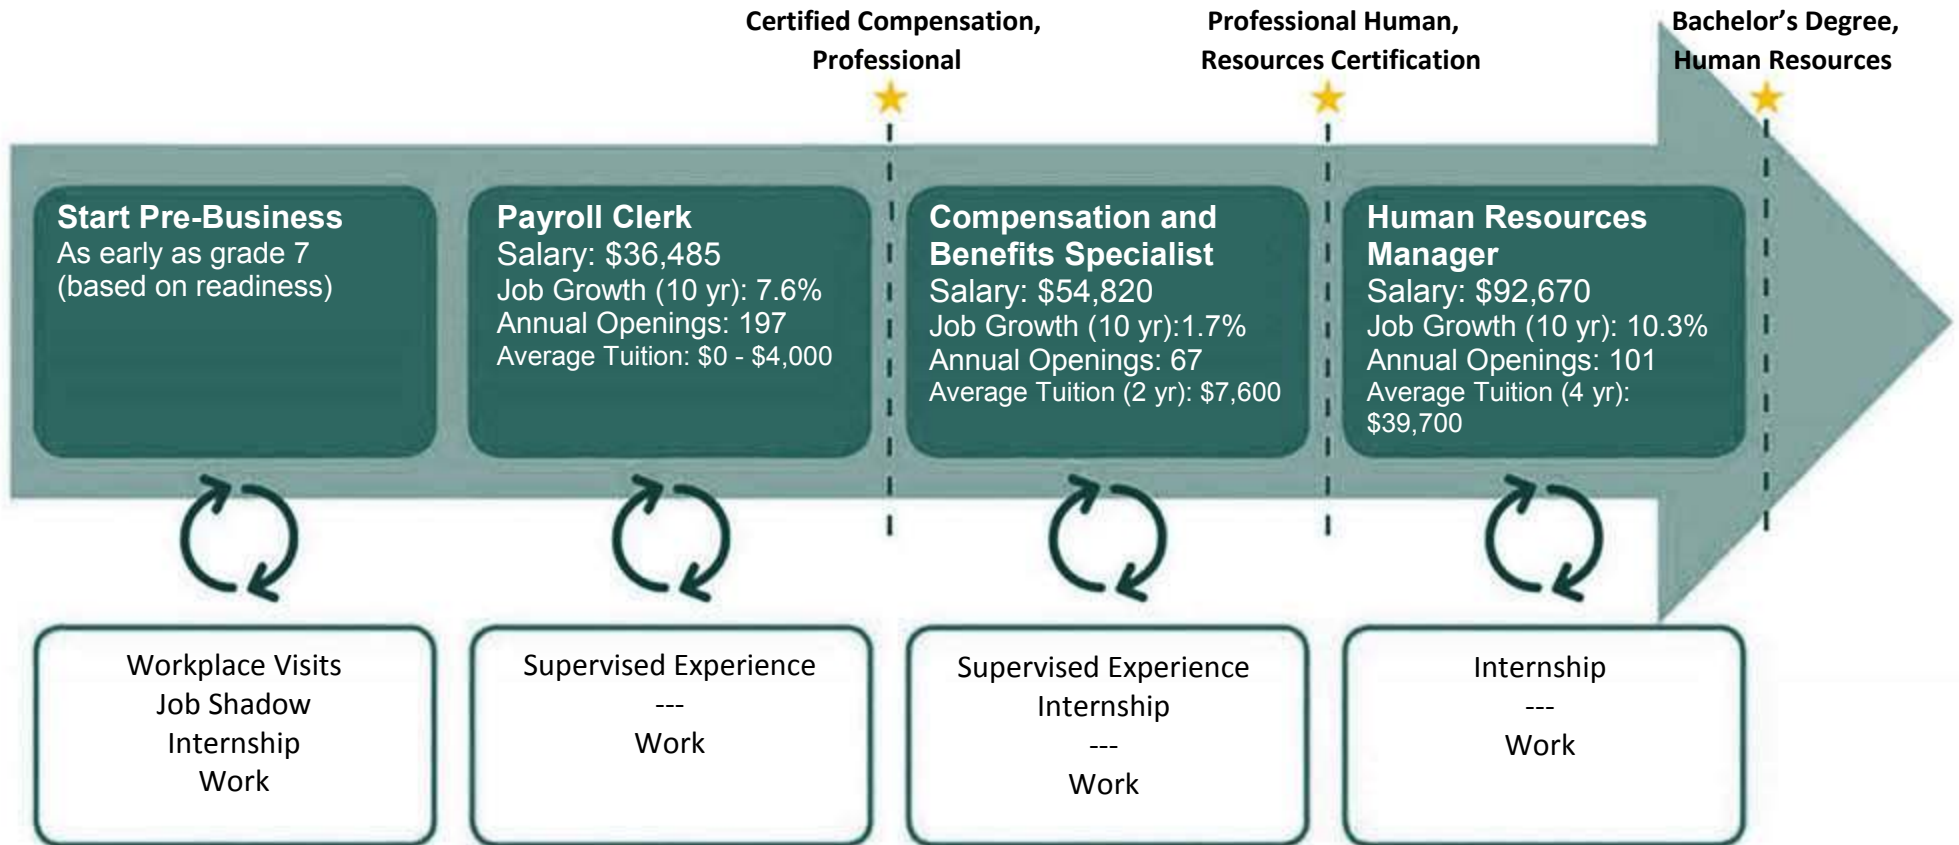 Certified Compensation,
Professional
Professional Human,
Resources Certification
Bachelor’s Degree,
Human Resources
Start Pre-Business
As early as grade 7
(based on readiness)
Payroll Clerk
Salary: $36,485
Job Growth (10 yr): 7.6%
Annual Openings: 197
Average Tuition: $0 - $4,000
Compensation and
Benefits Specialist
Salary: $54,820
Job Growth (10 yr):1.7%
Annual Openings: 67
Average Tuition (2 yr): $7,600
Human Resources
Manager
Salary: $92,670
Job Growth (10 yr): 10.3%
Annual Openings: 101
Average Tuition (4 yr):
$39,700
Workplace Visits
Job Shadow
Internship
Work
Supervised Experience
---
Work
Supervised Experience
Internship
---
Work
Internship
---
Work